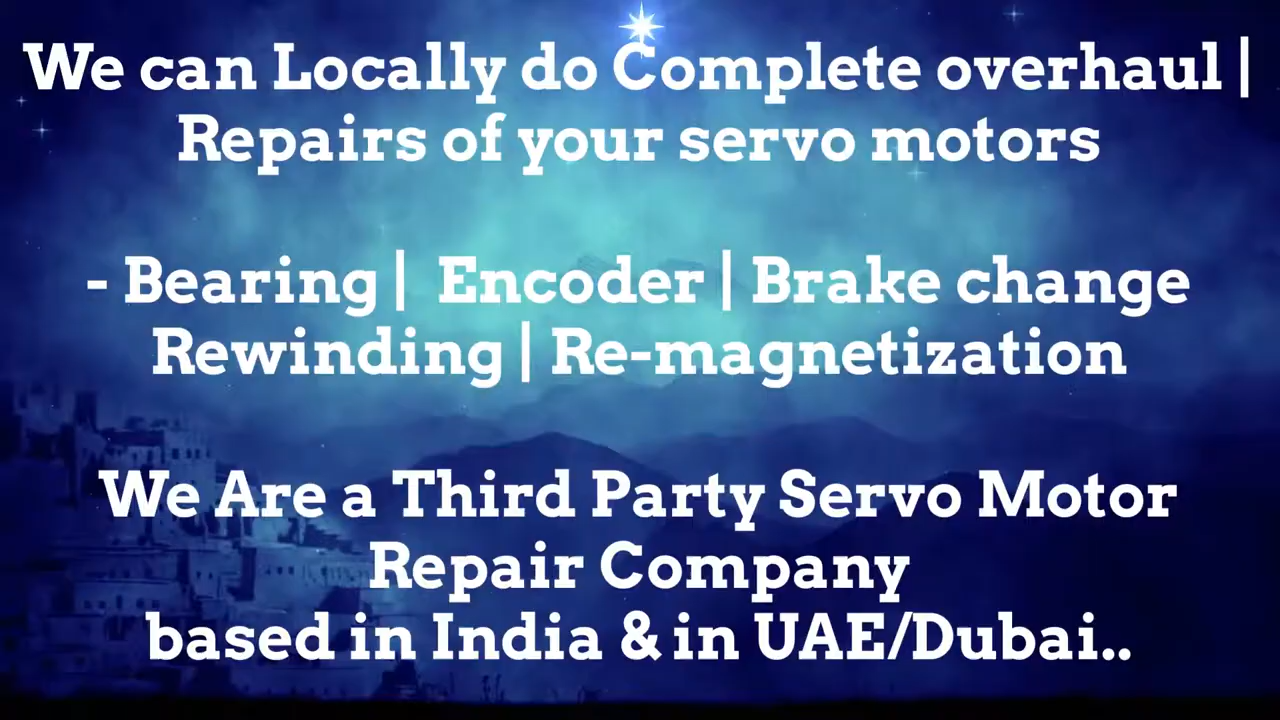 We can Locally do Complete overhaul |
Repairs of your servo motors
- Bearing | Encoder | Brake change
Rewinding | Re-magnetization
We Are a Third Party Servo Motor
Repair Company
based in India & in UAE/Dubai..